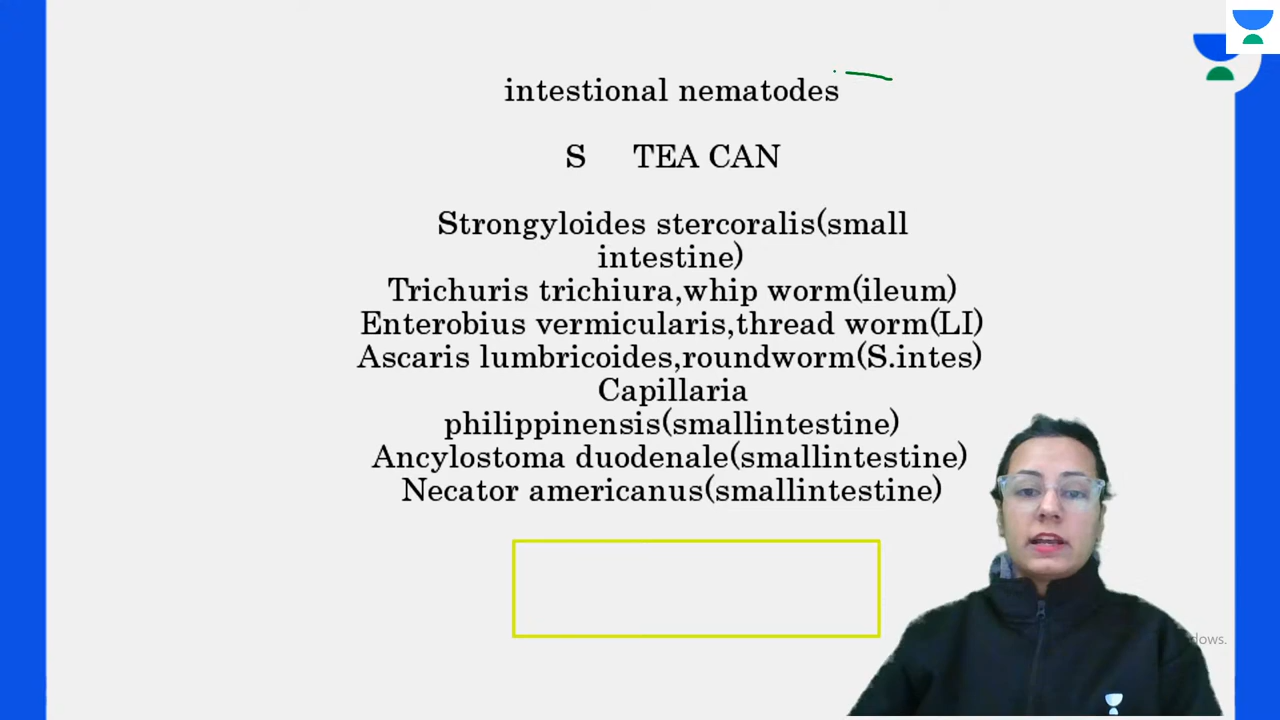 intestional nematodes
S TEA CAN
Strongyloides stercoralis(small
intestine)
Trichuris trichiura,whip worm(ileum)
Enterobius vermicularis,thread worm(LI)
Ascaris lumbricoides,roundworm(S.intes)
Capillaria
philippinensis(smallintestine)
Ancylostoma duodenale(smallintestine)
Necator americanus(smallintestine)
dows.